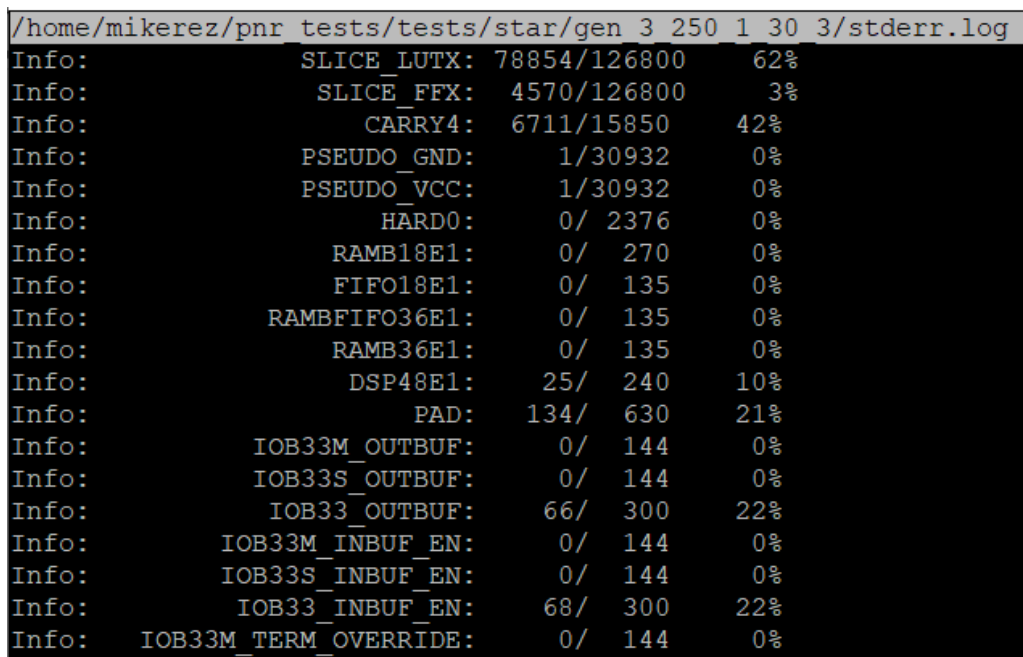 /home/mikerez/pnr_tests/tests/star/gen_3_250_1_30_3/stderr.log
Info: SLICE_LUTX: 78854/126800 62%
Info: SLICE_FFX: 4570/126800 3%
Info: CARRY4: 6711/15850 42%
Info: PSEUDO_GND: 1/30932 0%
Info: PSEUDO_VCC: 1/30932 0%
Info: HARD0: 0/ 2376 0%
Info: RAMB18E1: 0/ 270 0%
Info: FIFO18E1: 0/ 135 0%
Info: RAMBFIFO36E1: 0/ 135 0%
Info: RAMB36E1: 0/ 135 0%
Info: DSP48E1: 25/ 240 10%
Info: PAD: 134/ 630 21%
Info: IOB33M_OUTBUF: 0/ 144 0%
Info: IOB33S_OUTBUF: 0/ 144 0%
Info: IOB33_OUTBUF: 66/ 300 22%
Info: IOB33M_INBUF_EN: 0/ 144 0%
Info: IOB33S_INBUF_EN: 0/ 144 0%
Info: IOB33_INBUF_EN: 68/ 300 22%
Info: IOB33M_TERM_OVERRIDE: 0/ 144 0%